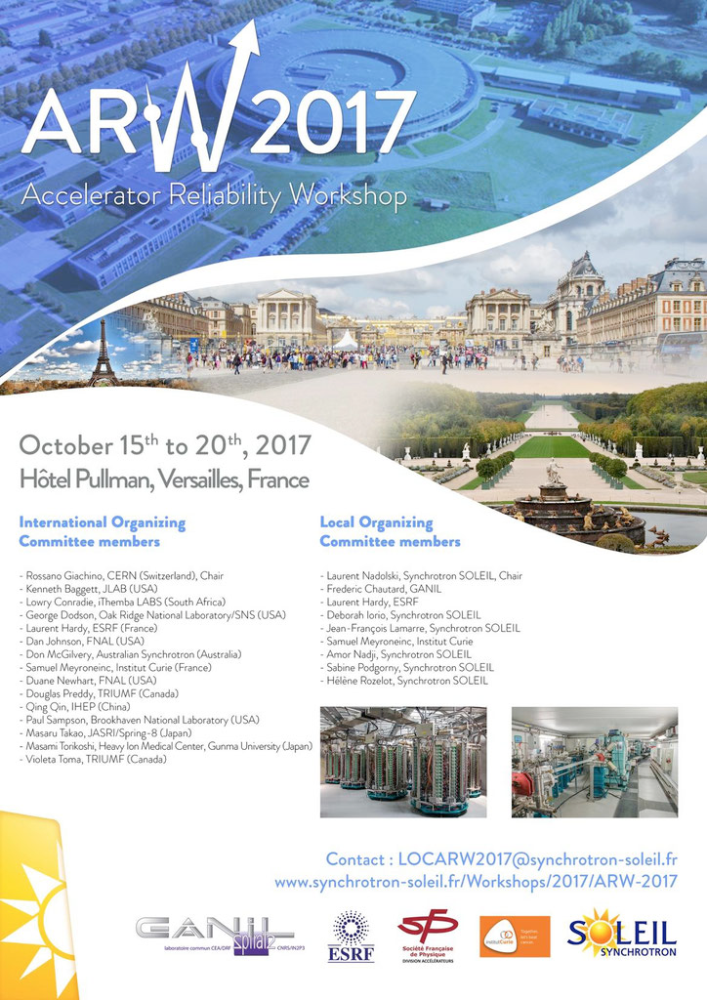 ARW2017
Accelerator Reliability Workshop
October 15th to 20th, 2017
Hôtel Pullman, Versailles, France
International Organizing
Committee members
- Rossano Giachino, CERN (Switzerland), Chair
- Kenneth Baggett, JLAB (USA)
- Lowry Conradie, iThemba LABS (South Africa)
- George Dodson, Oak Ridge National Laboratory/SNS (USA)
- Laurent Hardy, ESRF (France)
- Dan Johnson, FNAL (USA)
- Don McGilvery, Australian Synchrotron (Australia)
- Samuel Meyroneinc, Institut Curie (France)
- Duane Newhart, FNAL (USA)
- Douglas Preddy, TRIUMF (Canada)
- Qing Qin, IHEP (China)
- Paul Sampson, Brookhaven National Laboratory (USA)
- Masaru Takao, JASRI/Spring-8 (Japan)
- Masami Torikoshi, Heavy Ion Medical Center, Gunma University (Japan)
- Violeta Toma, TRIUMF (Canada)
Local Organizing
Committee members
- Laurent Nadolski, Synchrotron SOLEIL, Chair
- Frederic Chautard, GANIL
- Laurent Hardy, ESRF
- Deborah Iorio, Synchrotron SOLEIL
- Jean-François Lamarre, Synchrotron SOLEIL
- Samuel Meyroneinc, Institut Curie
- Amor Nadji, Synchrotron SOLEIL
- Sabine Podgorny, Synchrotron SOLEIL
- Hélène Rozelot, Synchrotron SOLEIL
Contact : LOCARW2017@synchrotron-soleil.fr
www.synchrotron-soleil.fr/Workshops/2017/ARW-2017
GANIL
spiral2
laboratoire commun CEA/DRF CNRS/IN2P3
ESRF
sfp
Société Française
de Physique
DIVISION ACCÉLÉRATEURS
institutCurie
SOLEIL
SYNCHROTRON